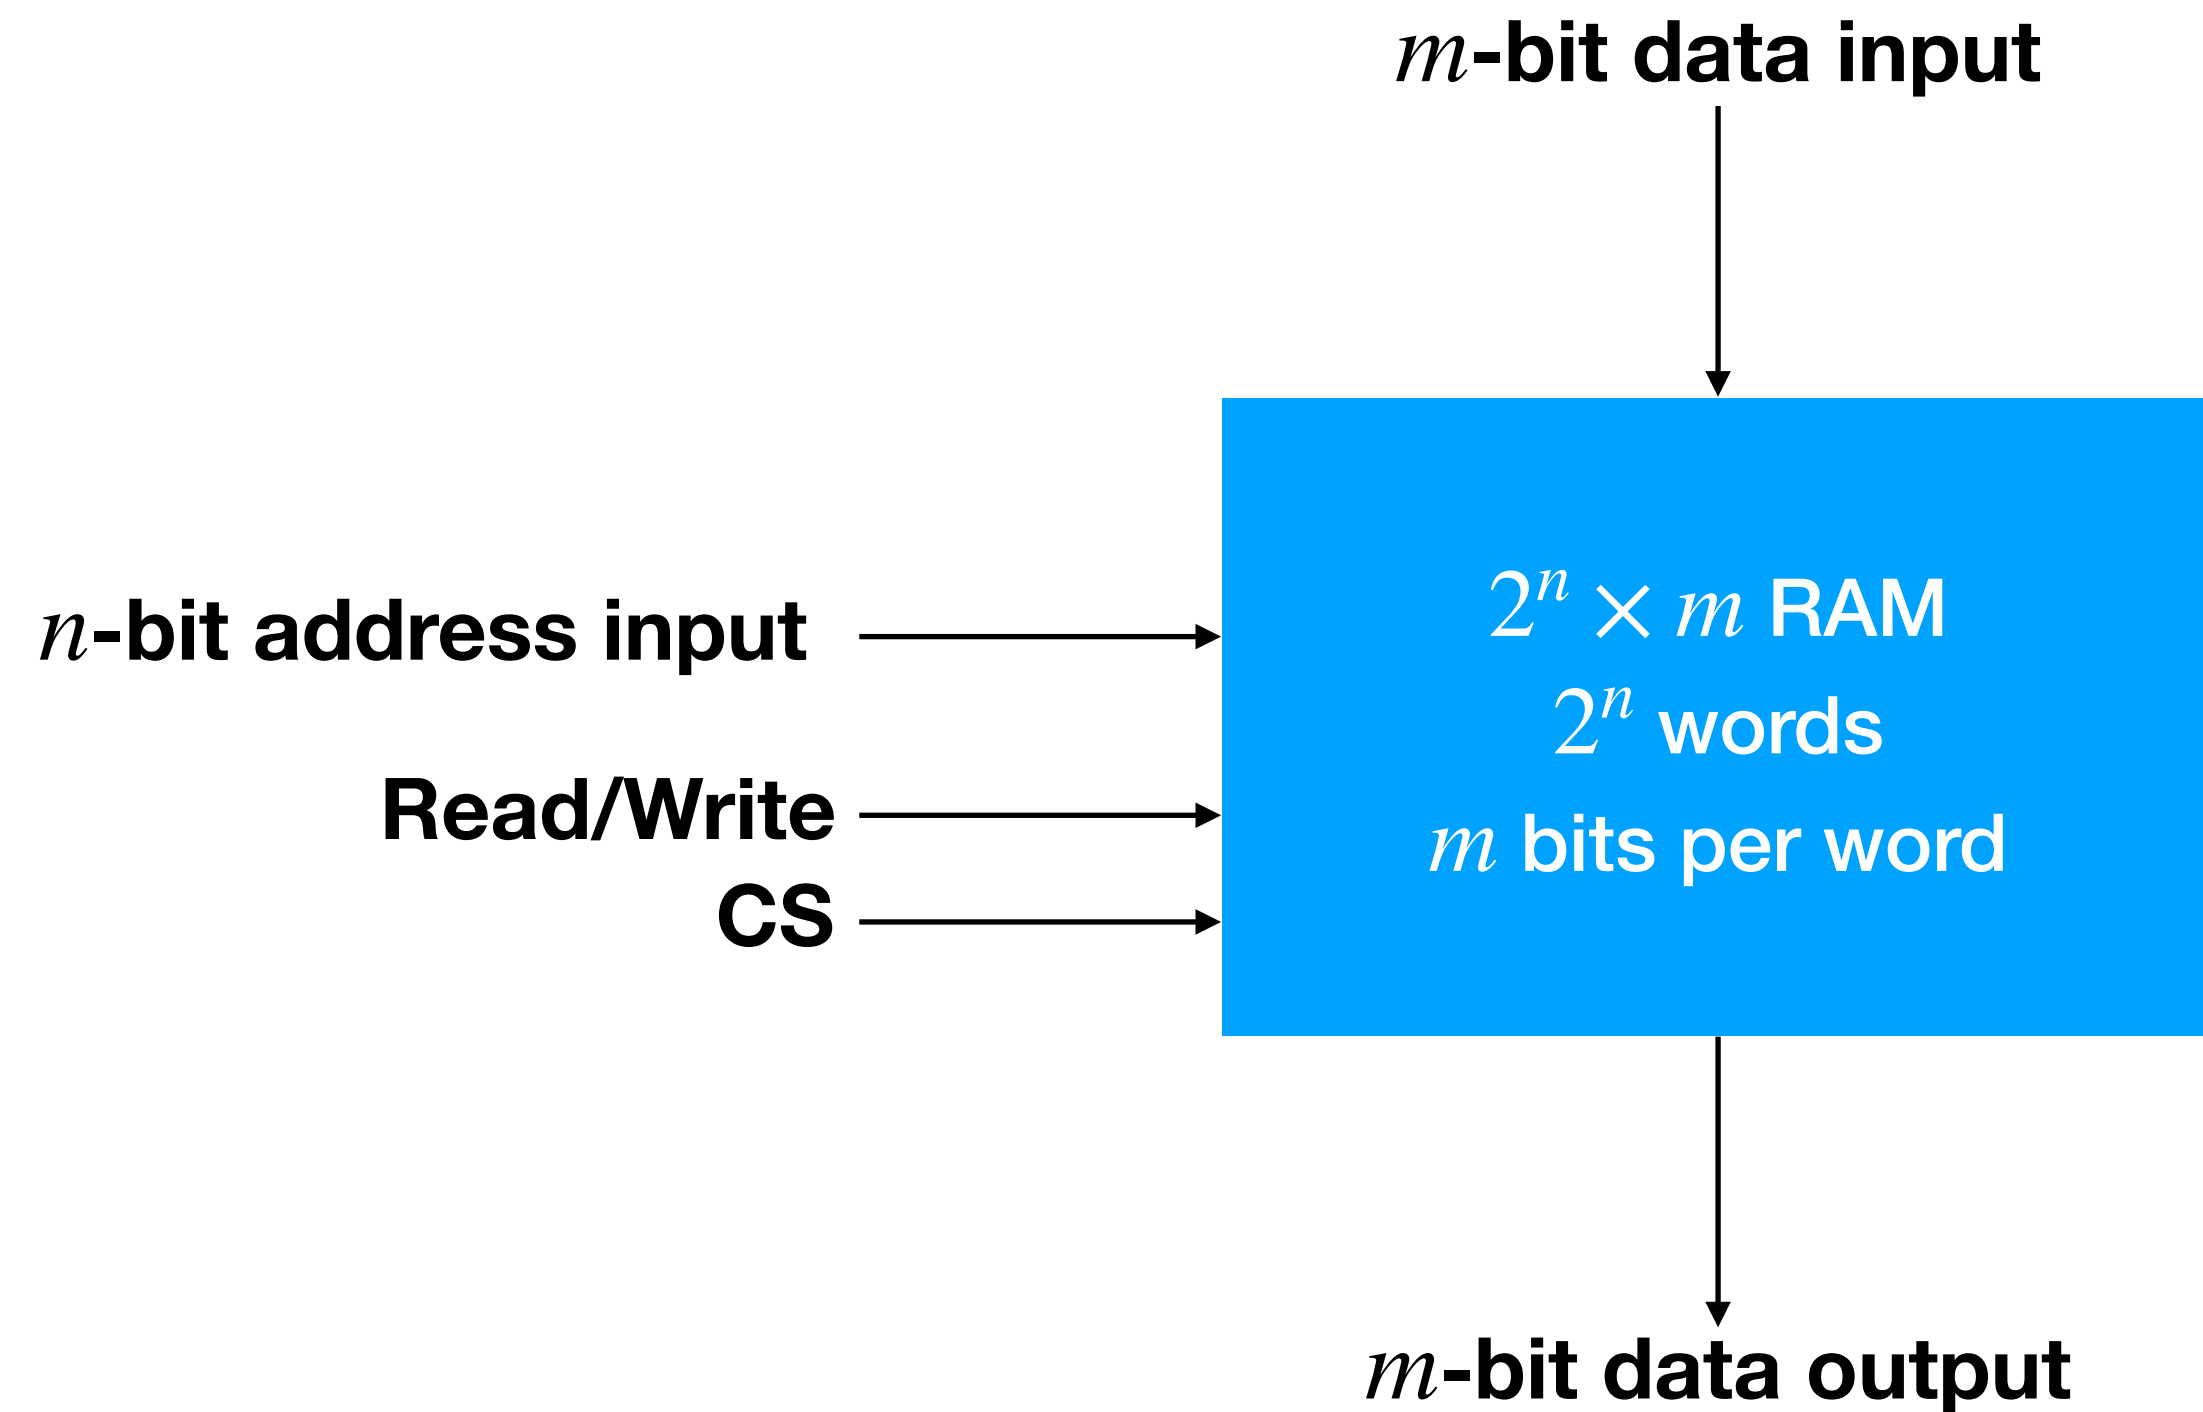 m-bit data input
n-bit address input
Read/Write
CS
2ⁿ × m RAM
2ⁿ words
m bits per word
m-bit data output